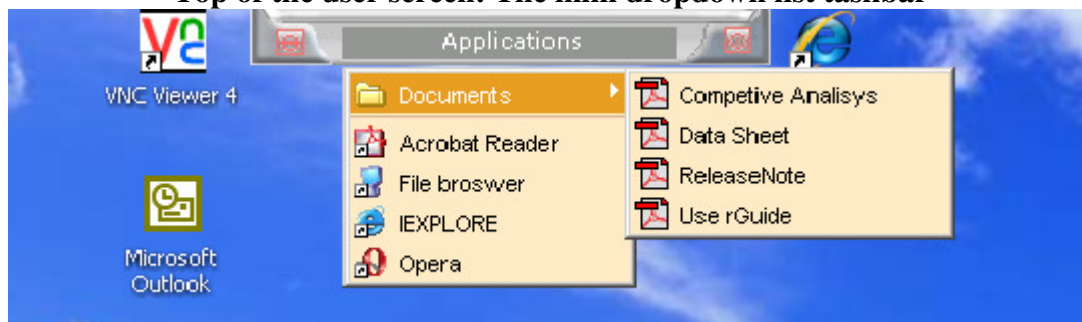 Top of the user screen: The mini dropdown list taskbar
Applications
VNC Viewer 4
Documents
Acrobat Reader
File broswer
IEXPLORE
Opera
Competive Analisys
Data Sheet
ReleaseNote
Use rGuide
Microsoft
Outlook